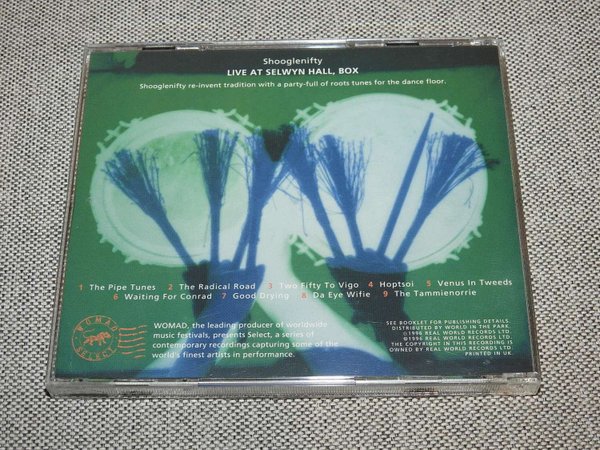 Shooglenifty
LIVE AT SELWYN HALL, BOX
Shooglenifty re-invent tradition with a party-full of roots tunes for the dance floor.
1 The Pipe Tunes 2 The Radical Road 3 Two Fifty To Vigo 4 Hoptsoi 5 Venus In Tweeds
6 Waiting For Conrad 7 Good Drying 8 Da Eye Wifie 9 The Tammienorrie
WOMAD
SELECT
WOMAD, the leading producer of worldwide
music festivals, presents Select, a series of
contemporary recordings capturing some of the
world's finest artists in performance.
SEE BOOKLET FOR PUBLISHING DETAILS.
DISTRIBUTED BY WORLD IN THE PARK.
℗1996 REAL WORLD RECORDS LTD.
©1996 REAL WORLD RECORDS LTD.
THE COPYRIGHT IN THIS RECORDING IS
OWNED BY REAL WORLD RECORDS LTD.
PRINTED IN UK.